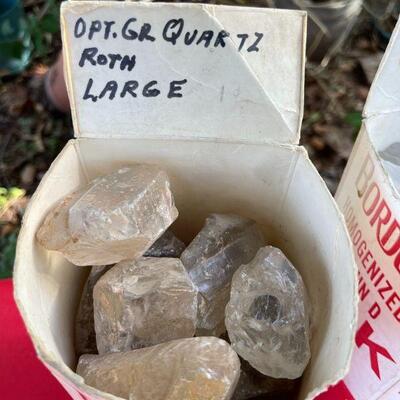 OPT. GR QUARTZ
ROTH
LARGE
BORD
HOMOGENIZED
K